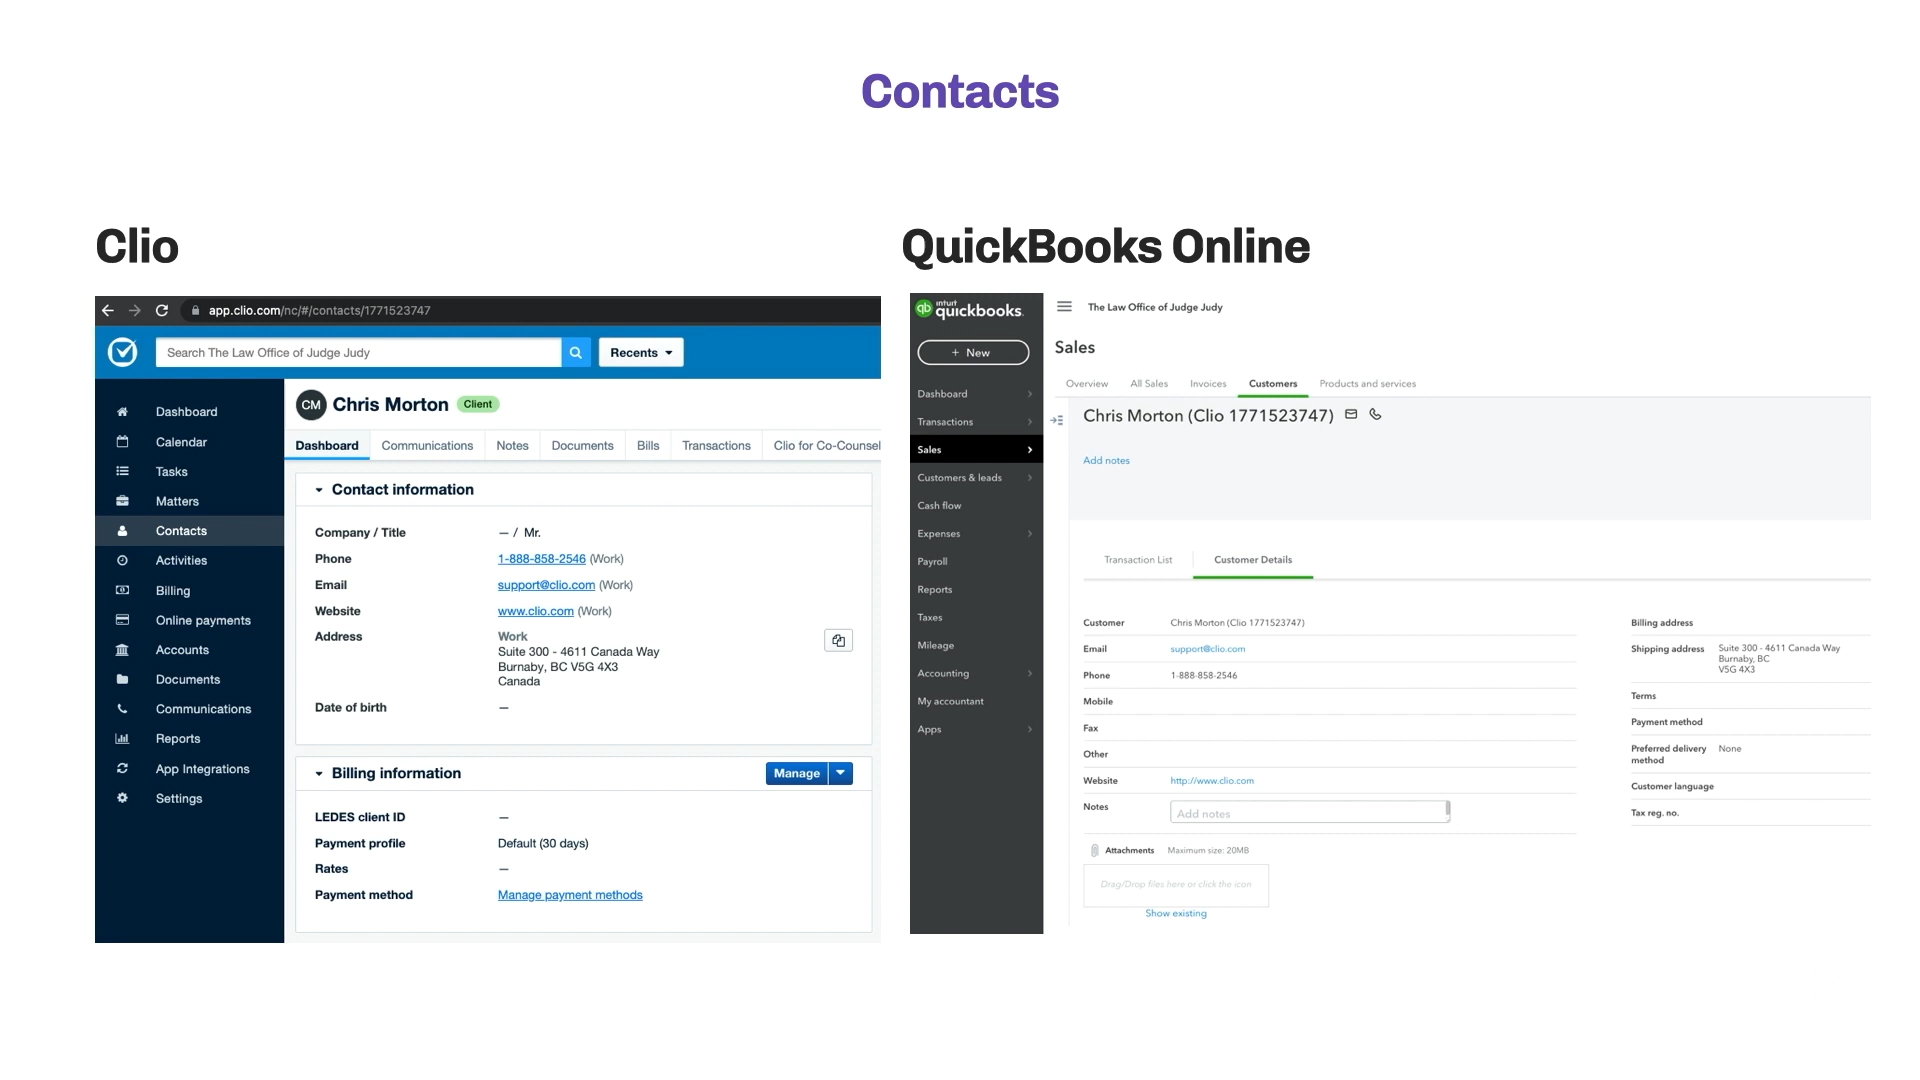 Contacts
Clio
QuickBooks Online
app.clio.com/nc/#/contacts/1771523747
Search The Law Office of Judge Judy
Recents
Dashboard
Calendar
Tasks
Matters
Contacts
Activities
Billing
Online payments
Accounts
Documents
Communications
Reports
App Integrations
Settings
CM Chris Morton Client
Dashboard Communications Notes Documents Bills Transactions Clio for Co-Counsel
Contact information
Company / Title — / Mr.
Phone 1-888-858-2546 (Work)
Email support@clio.com (Work)
Website www.clio.com (Work)
Address Work
Suite 300 - 4611 Canada Way
Burnaby, BC V5G 4X3
Canada
Date of birth —
Billing information Manage
LEDES client ID —
Payment profile Default (30 days)
Rates —
Payment method Manage payment methods
qb intuit quickbooks.
+ New
Dashboard
Transactions
Sales
Customers & leads
Cash flow
Expenses
Payroll
Reports
Taxes
Mileage
Accounting
My accountant
Apps
The Law Office of Judge Judy
Sales
Overview All Sales Invoices Customers Products and services
Chris Morton (Clio 1771523747)
Add notes
Transaction List Customer Details
Customer Chris Morton (Clio 1771523747)
Email support@clio.com
Phone 1-888-858-2546
Mobile
Fax
Other
Website http://www.clio.com
Notes Add notes
Attachments Maximum size: 20MB
Drag/Drop files here or click the icon
Show existing
Billing address
Shipping address Suite 300 - 4611 Canada Way
Burnaby, BC
V5G 4X3
Terms
Payment method
Preferred delivery None
method
Customer language
Tax reg. no.